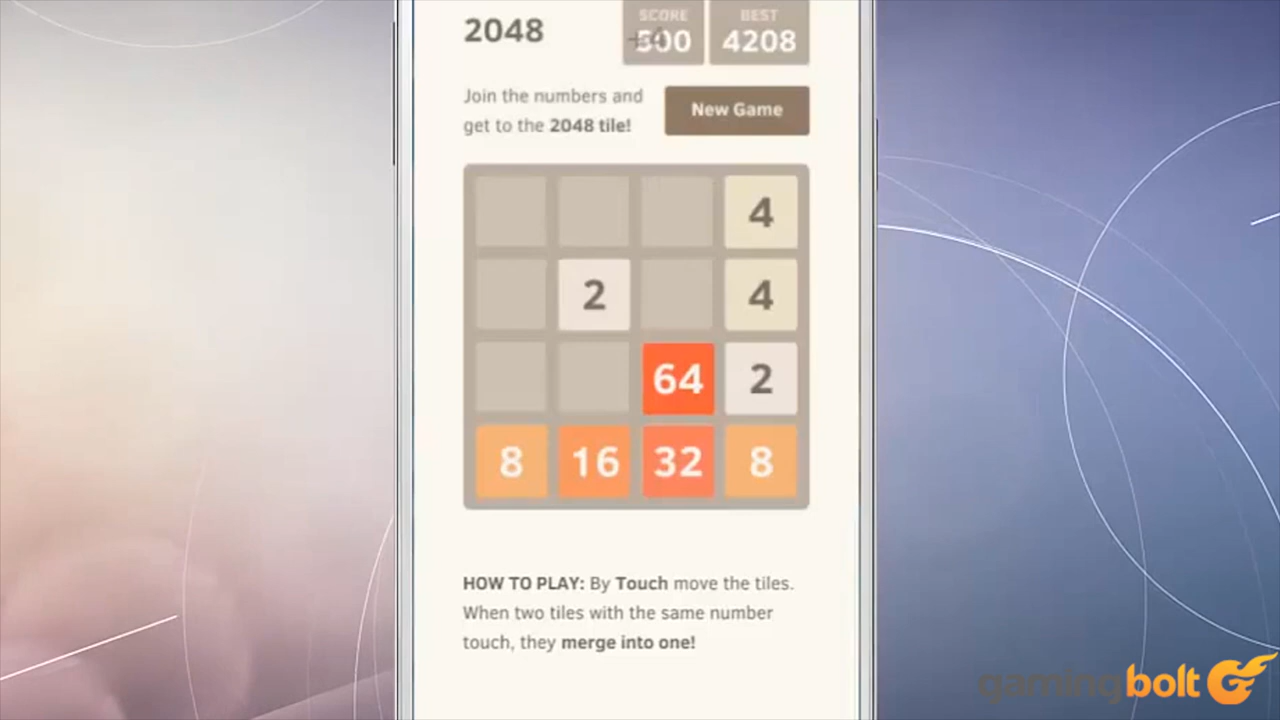 2048
SCORE
500
+4
BEST
4208
Join the numbers and
get to the 2048 tile!
New Game
4
2 4
64 2
8 16 32 8
HOW TO PLAY: By Touch move the tiles.
When two tiles with the same number
touch, they merge into one!
gamingbolt